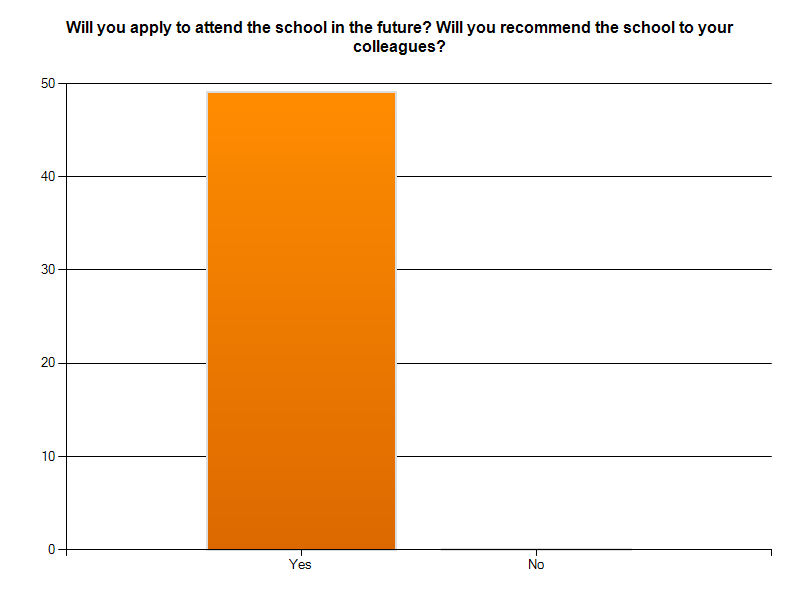 Will you apply to attend the school in the future? Will you recommend the school to your
colleagues?
50
40
30
20
10
0
Yes No